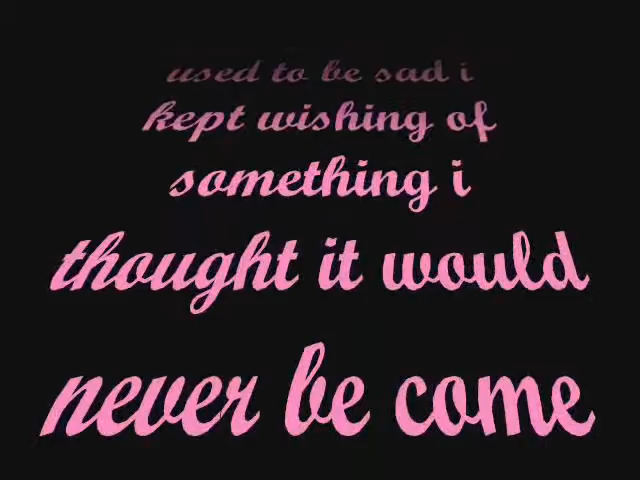 used to be sad i
kept wishing of
something i
thought it would
never be come